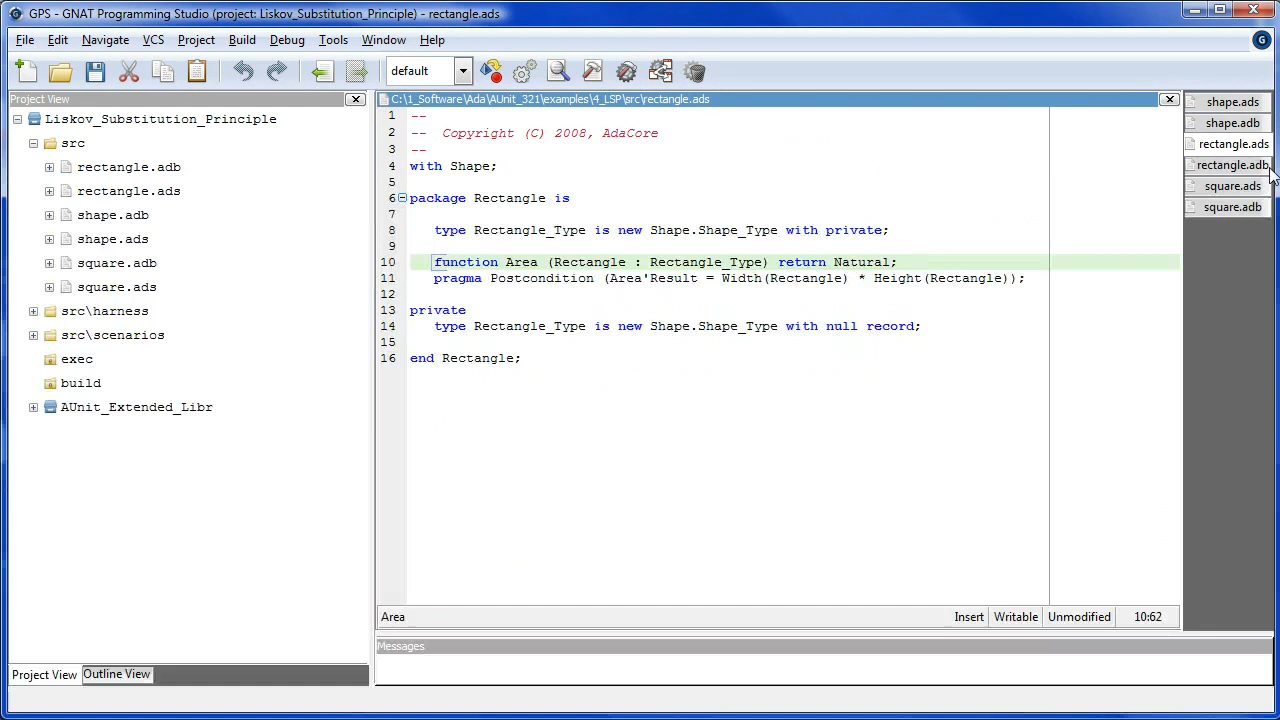 GPS - GNAT Programming Studio (project: Liskov_Substitution_Principle) - rectangle.ads
File Edit Navigate VCS Project Build Debug Tools Window Help
default
Project View
C:\1_Software\Ada\AUnit_321\examples\4_LSP\src\rectangle.ads
Liskov_Substitution_Principle
src
rectangle.adb
rectangle.ads
shape.adb
shape.ads
square.adb
square.ads
src\harness
src\scenarios
exec
build
AUnit_Extended_Libr
1 --
2 -- Copyright (C) 2008, AdaCore
3 --
4 with Shape;
5
6 package Rectangle is
7
8 type Rectangle_Type is new Shape.Shape_Type with private;
9
10 function Area (Rectangle : Rectangle_Type) return Natural;
11 pragma Postcondition (Area'Result = Width(Rectangle) * Height(Rectangle));
12
13 private
14 type Rectangle_Type is new Shape.Shape_Type with null record;
15
16 end Rectangle;
shape.ads
shape.adb
rectangle.ads
rectangle.adb
square.ads
square.adb
Area Insert Writable Unmodified 10:62
Messages
Project View Outline View